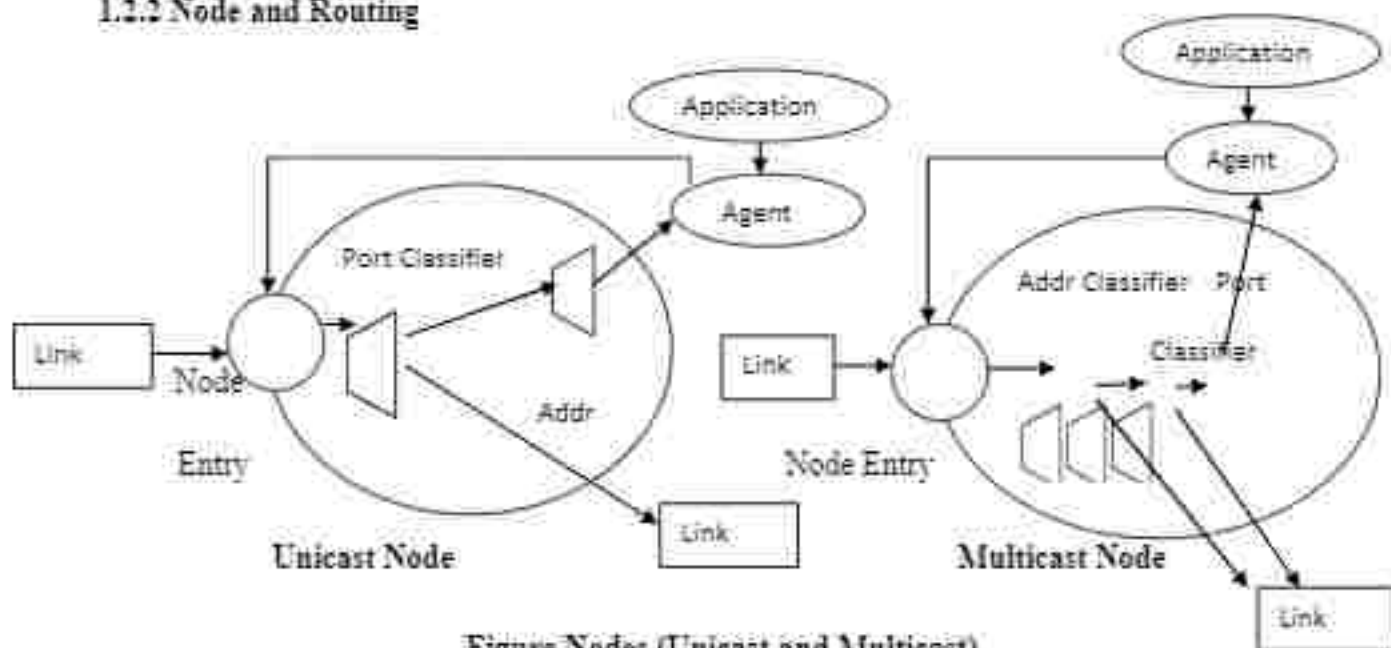 1.2.2 Node and Routing
Application
Agent
Port Classifier
Link
Node
Entry
Addr
Link
Unicast Node
Application
Agent
Addr Classifier Port
Classifier
Link
Node Entry
Multicast Node
Link
Figure Nodes (Unicast and Multicast)